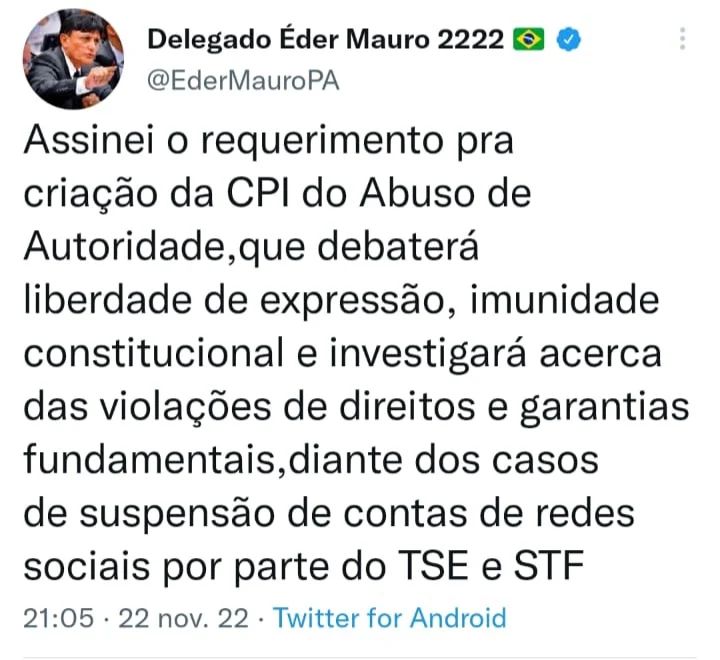 Delegado Éder Mauro 2222 🇧🇷
@EderMauroPA
Assinei o requerimento pra
criação da CPI do Abuso de
Autoridade,que debaterá
liberdade de expressão, imunidade
constitucional e investigará acerca
das violações de direitos e garantias
fundamentais,diante dos casos
de suspensão de contas de redes
sociais por parte do TSE e STF
21:05 · 22 nov. 22 · Twitter for Android